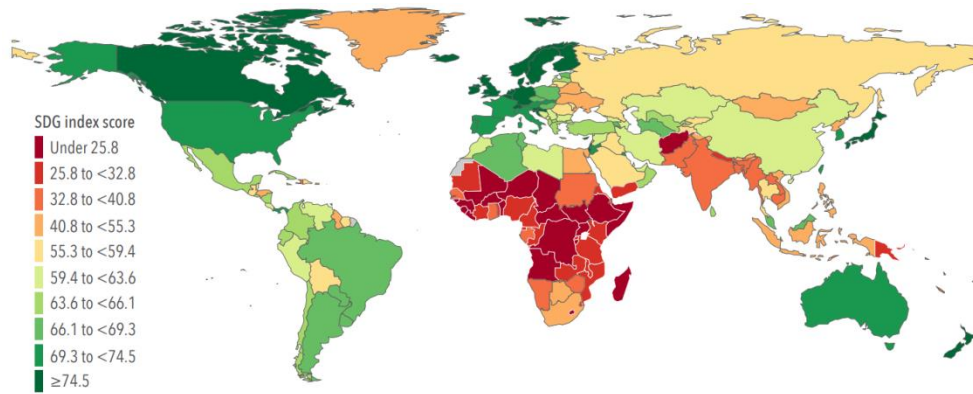 SDG index score
Under 25.8
25.8 to <32.8
32.8 to <40.8
40.8 to <55.3
55.3 to <59.4
59.4 to <63.6
63.6 to <66.1
66.1 to <69.3
69.3 to <74.5
≥74.5